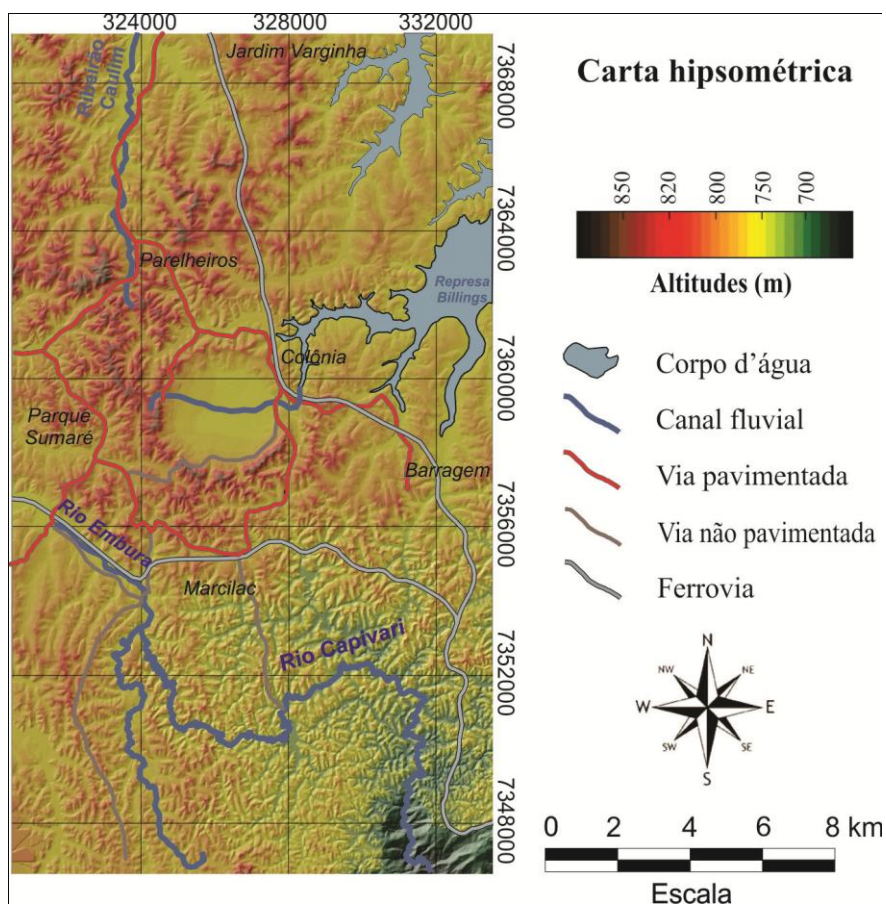 324000 328000 332000
Jardim Varginha
Ribeirão
Caulim
7368000
7364000
Parelheiros
Represa
Billings
Colônia
7360000
Parque
Sumaré
Barragem
7356000
Rio Embura
Marcilac
Rio Capivari
7352000
7348000
Carta hipsométrica
850 820 800 750 700
Altitudes (m)
Corpo d'água
Canal fluvial
Via pavimentada
Via não pavimentada
Ferrovia
N
NW NE
W E
SW SE
S
0 2 4 6 8 km
Escala